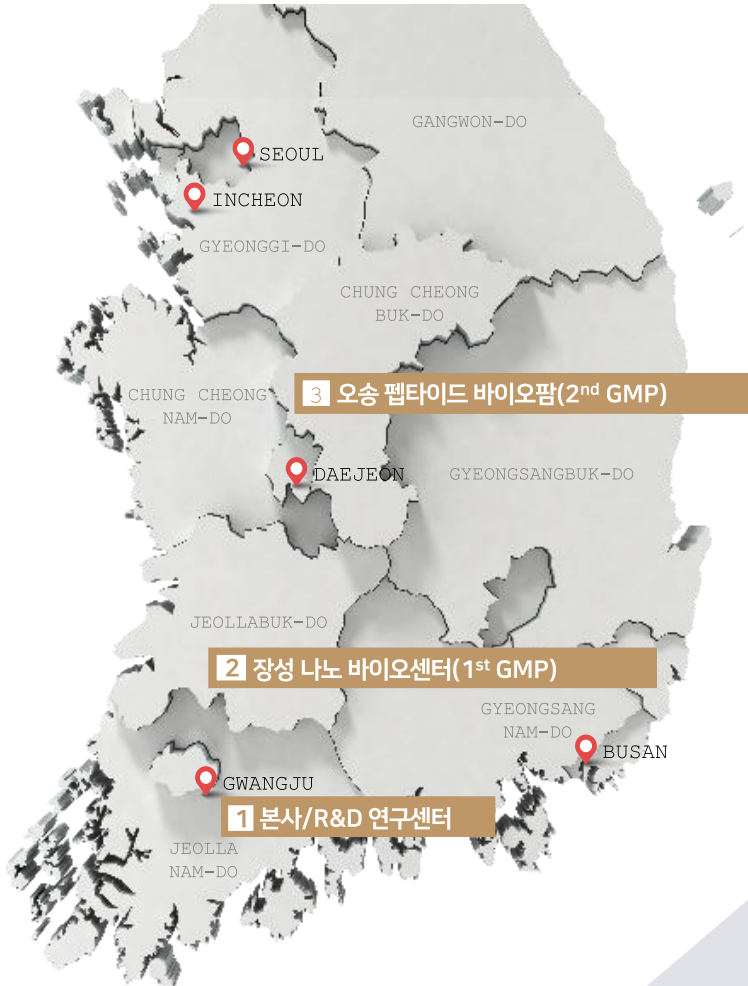 GANGWON-DO
SEOUL
INCHEON
GYEONGGI-DO
CHUNG CHEONG
BUK-DO
3 오송 펩타이드 바이오팜(2nd GMP)
CHUNG CHEONG
NAM-DO
DAEJEON
GYEONGSANGBUK-DO
JEOLLABUK-DO
2 장성 나노 바이오센터(1st GMP)
GYEONGSANG
NAM-DO
BUSAN
GWANGJU
1 본사/R&D 연구센터
JEOLLA
NAM-DO